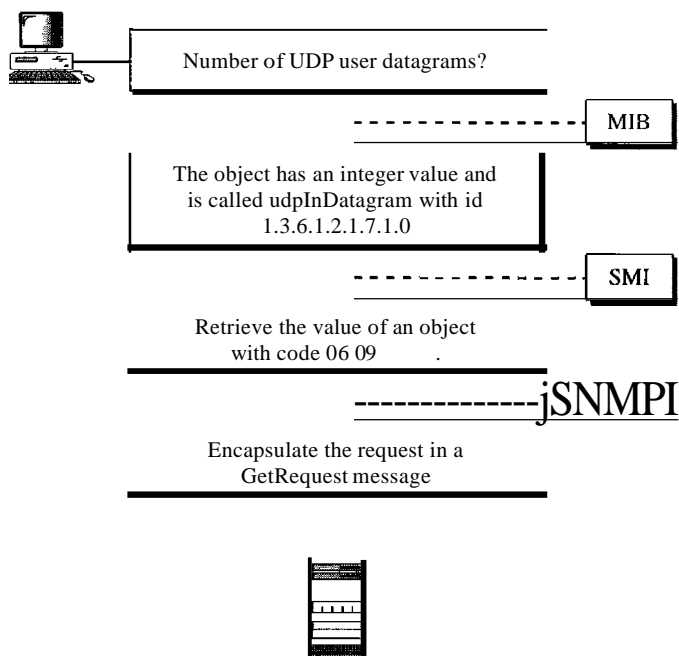 Number of UDP user datagrams?
MIB
The object has an integer value and
is called udpInDatagram with id
1.3.6.1.2.1.7.1.0
SMI
Retrieve the value of an object
with code 06 09 .
jSNMPI
Encapsulate the request in a
GetRequest message